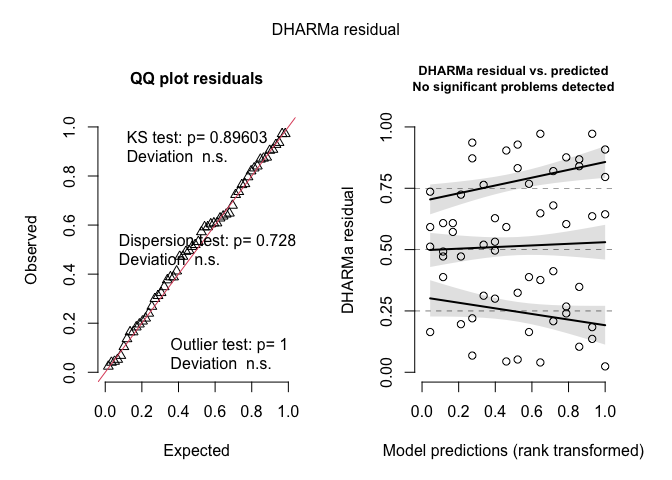 DHARMa residual
QQ plot residuals
KS test: p= 0.89603
Deviation n.s.
Dispersion test: p= 0.728
Deviation n.s.
Outlier test: p= 1
Deviation n.s.
Observed
0.0 0.2 0.4 0.6 0.8 1.0
0.0 0.2 0.4 0.6 0.8 1.0
Expected
DHARMa residual vs. predicted
No significant problems detected
DHARMa residual
0.00 0.25 0.50 0.75 1.00
0.0 0.2 0.4 0.6 0.8 1.0
Model predictions (rank transformed)